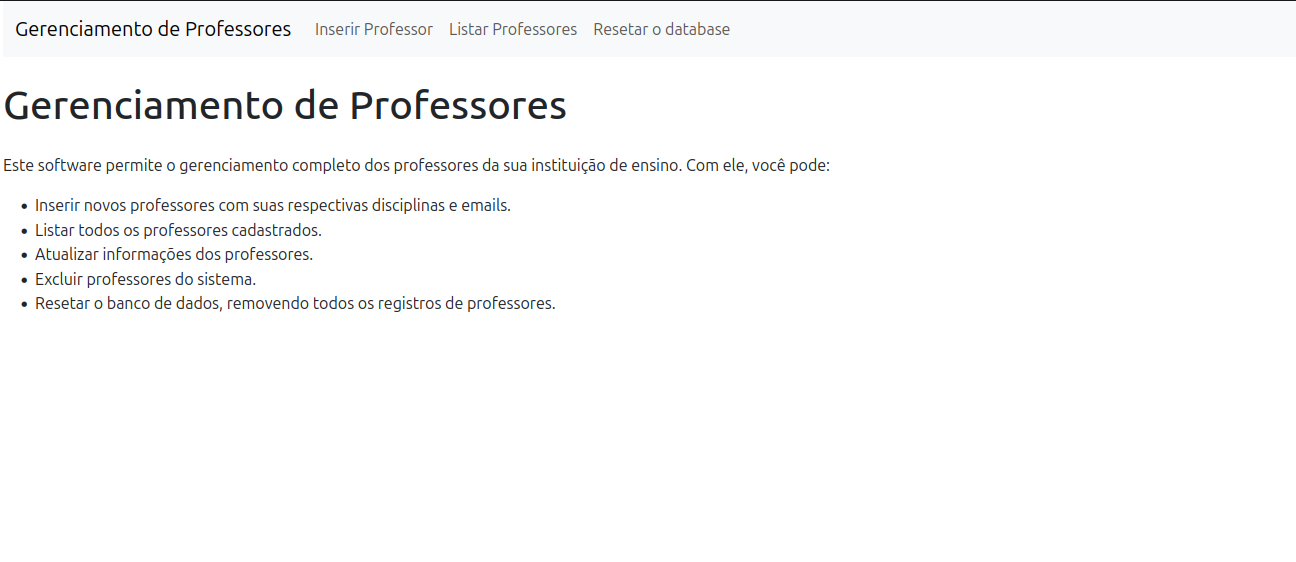 Gerenciamento de Professores Inserir Professor Listar Professores Resetar o database
Gerenciamento de Professores
Este software permite o gerenciamento completo dos professores da sua instituição de ensino. Com ele, você pode:
• Inserir novos professores com suas respectivas disciplinas e emails.
• Listar todos os professores cadastrados.
• Atualizar informações dos professores.
• Excluir professores do sistema.
• Resetar o banco de dados, removendo todos os registros de professores.